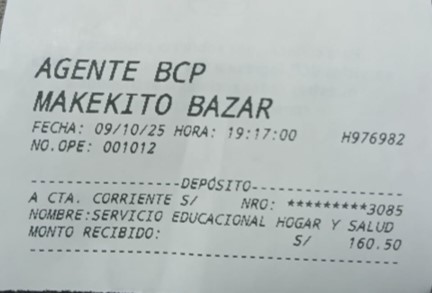 AGENTE BCP
MAKEKITO BAZAR
FECHA: 09/10/25 HORA: 19:17:00 H976982
NO.OPE: 001012
--------------------DEPÓSITO--------------------
A CTA. CORRIENTE S/ NRO: *********3085
NOMBRE:SERVICIO EDUCACIONAL HOGAR Y SALUD
MONTO RECIBIDO: S/ 160.50